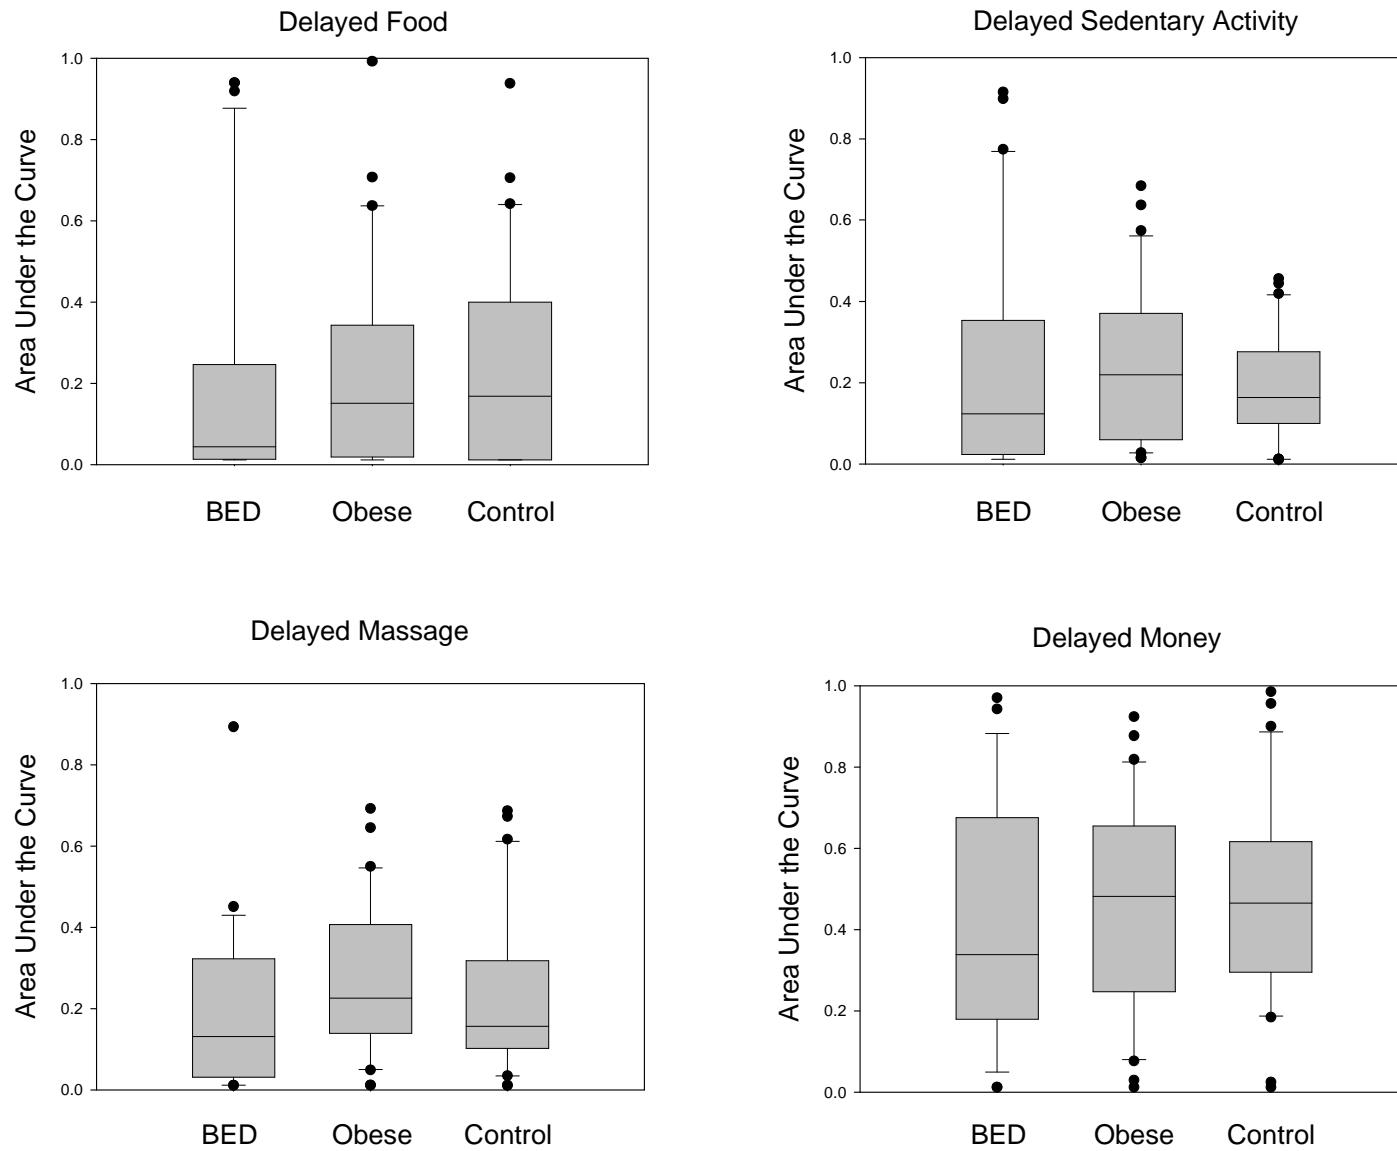 Delayed Food
Area Under the Curve
1.0
0.8
0.6
0.4
0.2
0.0
BED Obese Control
Delayed Sedentary Activity
Area Under the Curve
1.0
0.8
0.6
0.4
0.2
0.0
BED Obese Control
Delayed Massage
Area Under the Curve
1.0
0.8
0.6
0.4
0.2
0.0
BED Obese Control
Delayed Money
Area Under the Curve
1.0
0.8
0.6
0.4
0.2
0.0
BED Obese Control